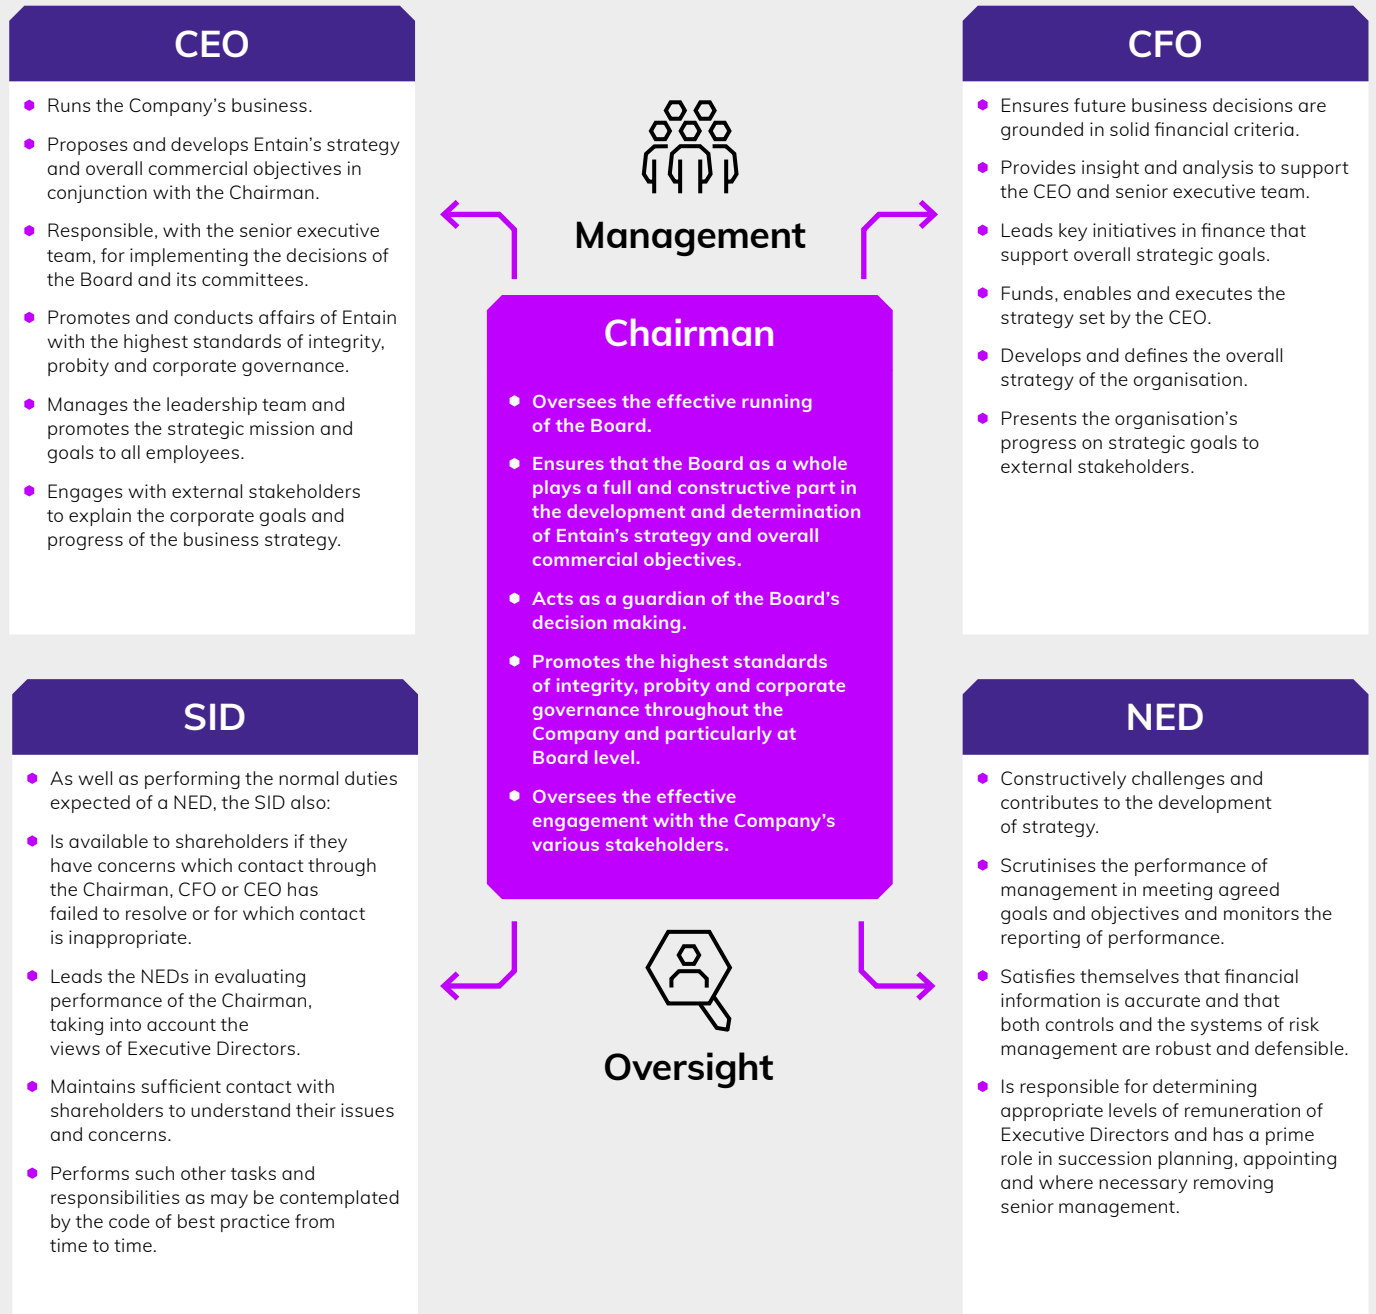 CEO
Runs the Company's business.
Proposes and develops Entain's strategy
and overall commercial objectives in
conjunction with the Chairman.
Responsible, with the senior executive
team, for implementing the decisions of
the Board and its committees.
Promotes and conducts affairs of Entain
with the highest standards of integrity,
probity and corporate governance.
Manages the leadership team and
promotes the strategic mission and
goals to all employees.
Engages with external stakeholders
to explain the corporate goals and
progress of the business strategy.
Management
CFO
Ensures future business decisions are
grounded in solid financial criteria.
Provides insight and analysis to support
the CEO and senior executive team.
Leads key initiatives in finance that
support overall strategic goals.
Funds, enables and executes the
strategy set by the CEO.
Develops and defines the overall
strategy of the organisation.
Presents the organisation's
progress on strategic goals to
external stakeholders.
Chairman
Oversees the effective running
of the Board.
Ensures that the Board as a whole
plays a full and constructive part in
the development and determination
of Entain's strategy and overall
commercial objectives.
Acts as a guardian of the Board's
decision making.
Promotes the highest standards
of integrity, probity and corporate
governance throughout the
Company and particularly at
Board level.
Oversees the effective
engagement with the Company's
various stakeholders.
SID
As well as performing the normal duties
expected of a NED, the SID also:
Is available to shareholders if they
have concerns which contact through
the Chairman, CFO or CEO has
failed to resolve or for which contact
is inappropriate.
Leads the NEDs in evaluating
performance of the Chairman,
taking into account the
views of Executive Directors.
Maintains sufficient contact with
shareholders to understand their issues
and concerns.
Performs such other tasks and
responsibilities as may be contemplated
by the code of best practice from
time to time.
Oversight
NED
Constructively challenges and
contributes to the development
of strategy.
Scrutinises the performance of
management in meeting agreed
goals and objectives and monitors the
reporting of performance.
Satisfies themselves that financial
information is accurate and that
both controls and the systems of risk
management are robust and defensible.
Is responsible for determining
appropriate levels of remuneration of
Executive Directors and has a prime
role in succession planning, appointing
and where necessary removing
senior management.